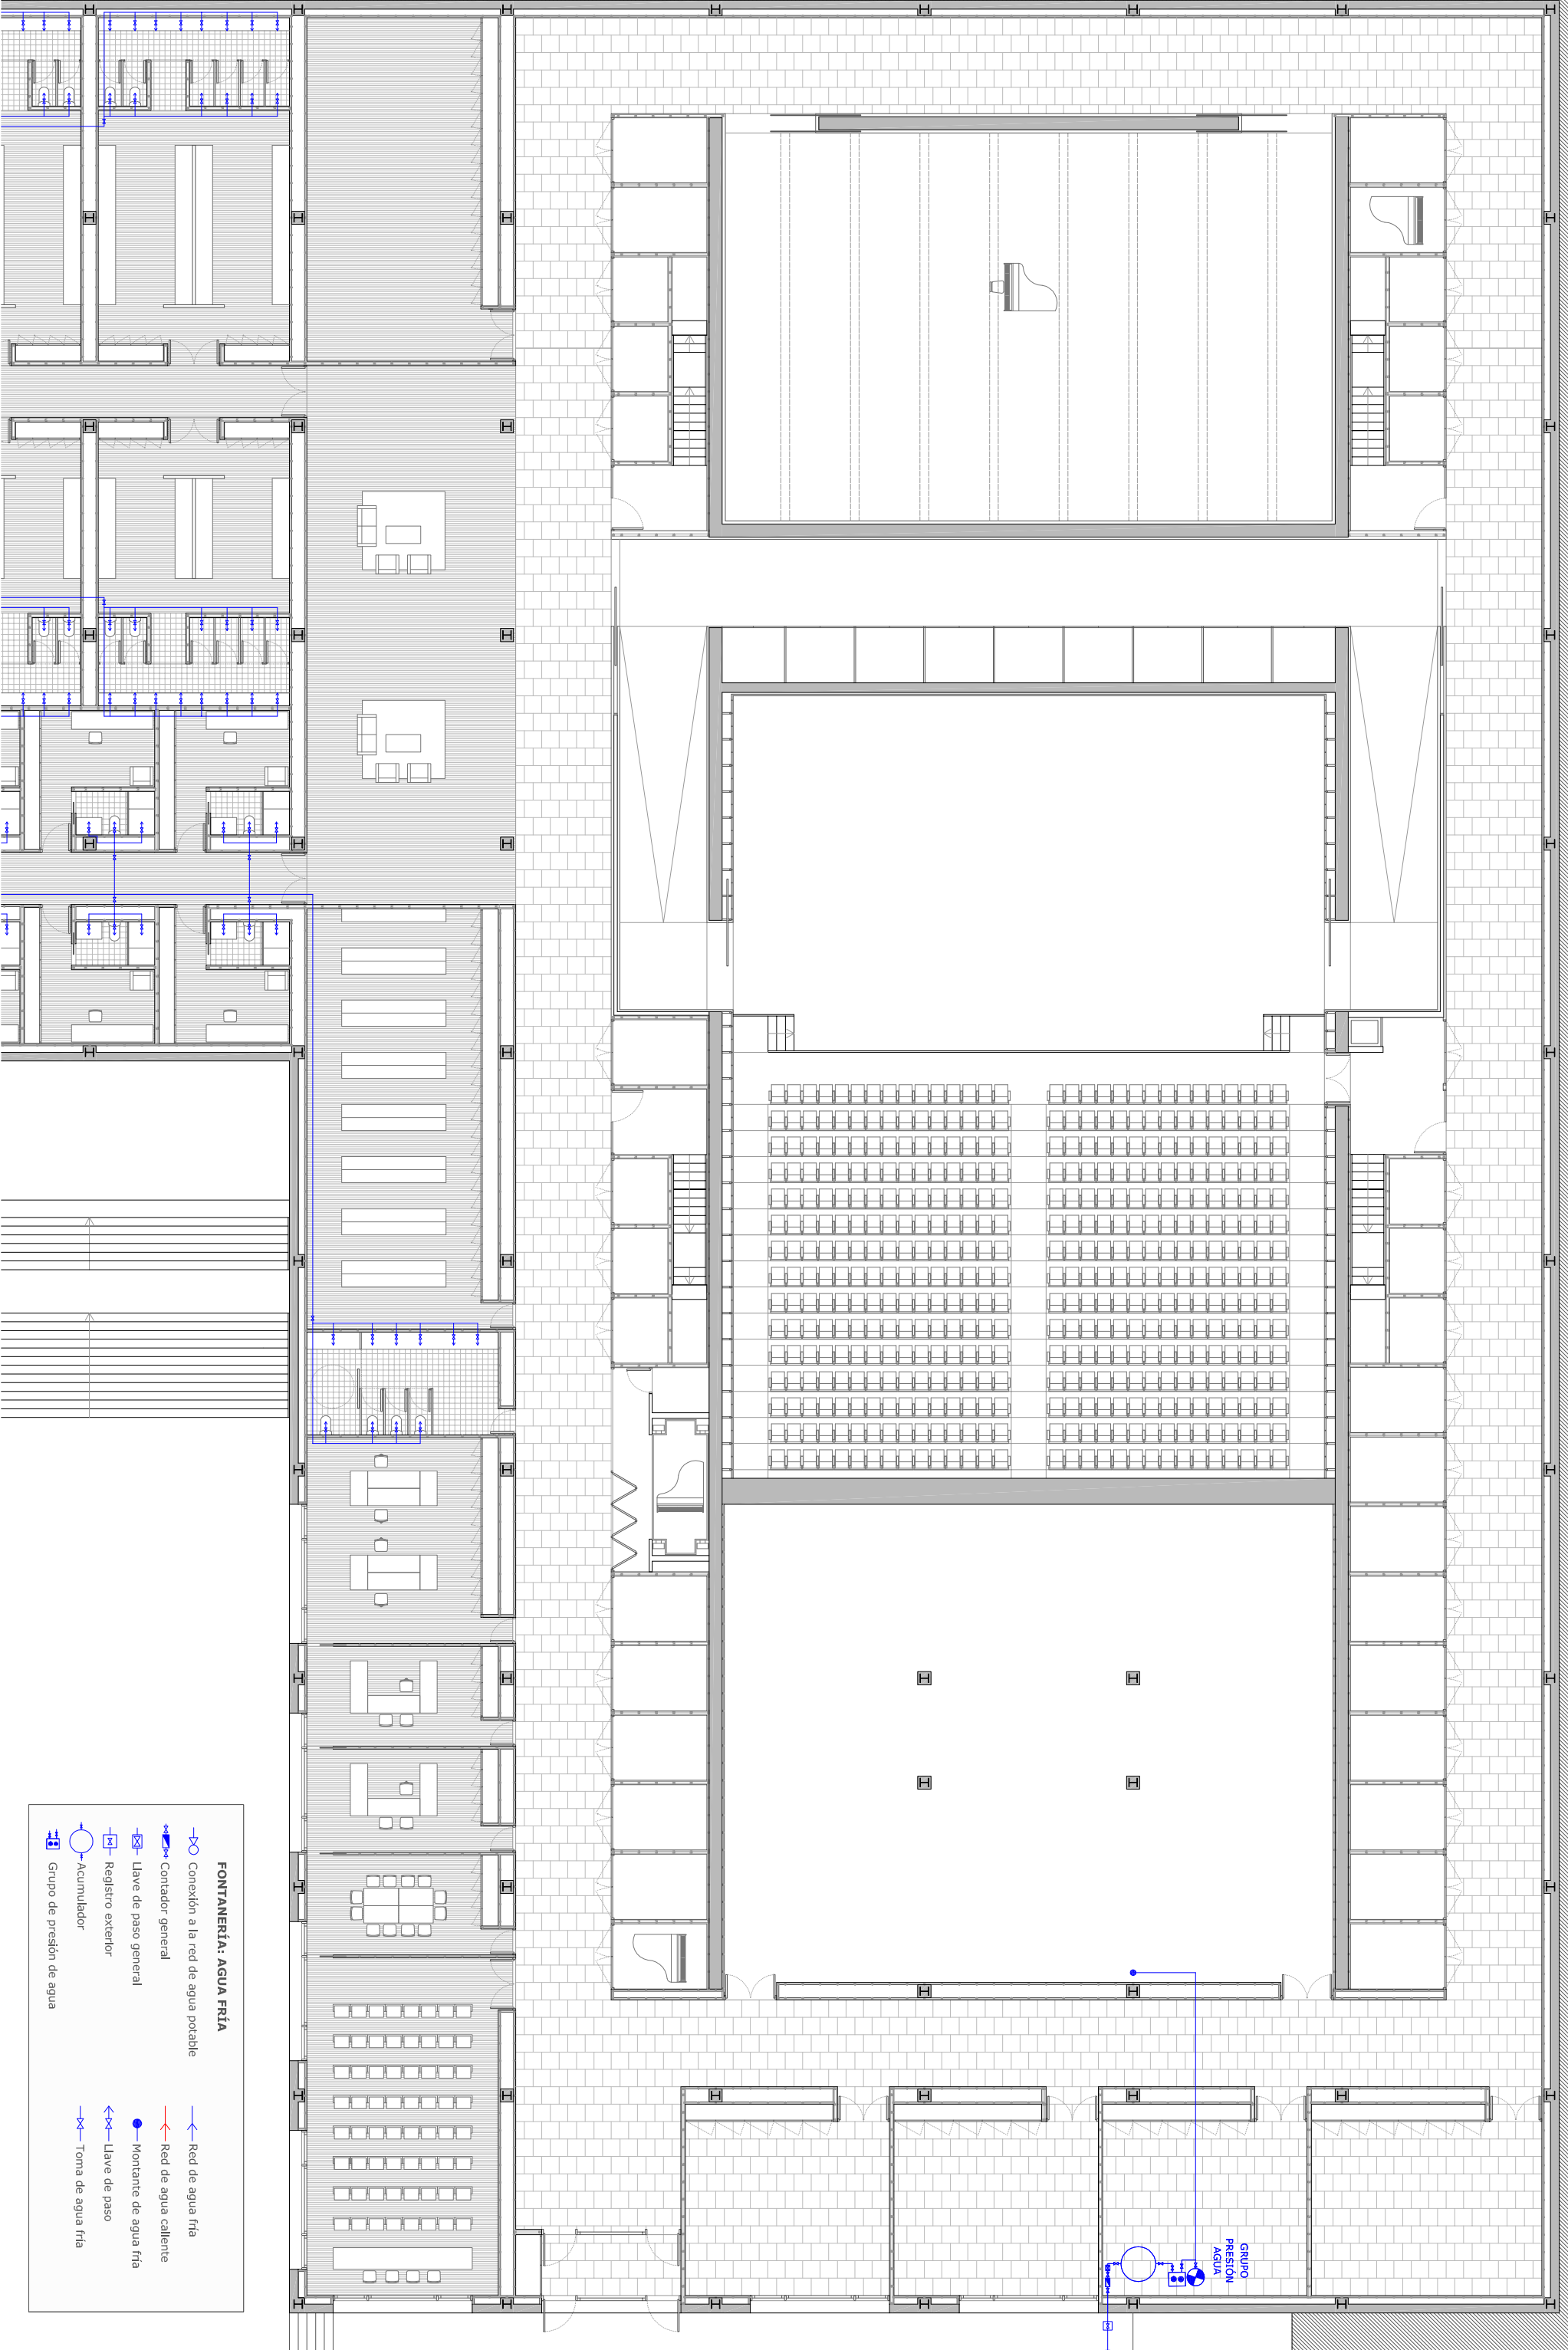 GRUPO
PRESIÓN
AGUA
FONTANERÍA: AGUA FRÍA
Conexión a la red de agua potable
Contador general
Llave de paso general
Registro exterior
Acumulador
Grupo de presión de agua
Red de agua fría
Red de agua caliente
Montante de agua fría
Llave de paso
Toma de agua fría